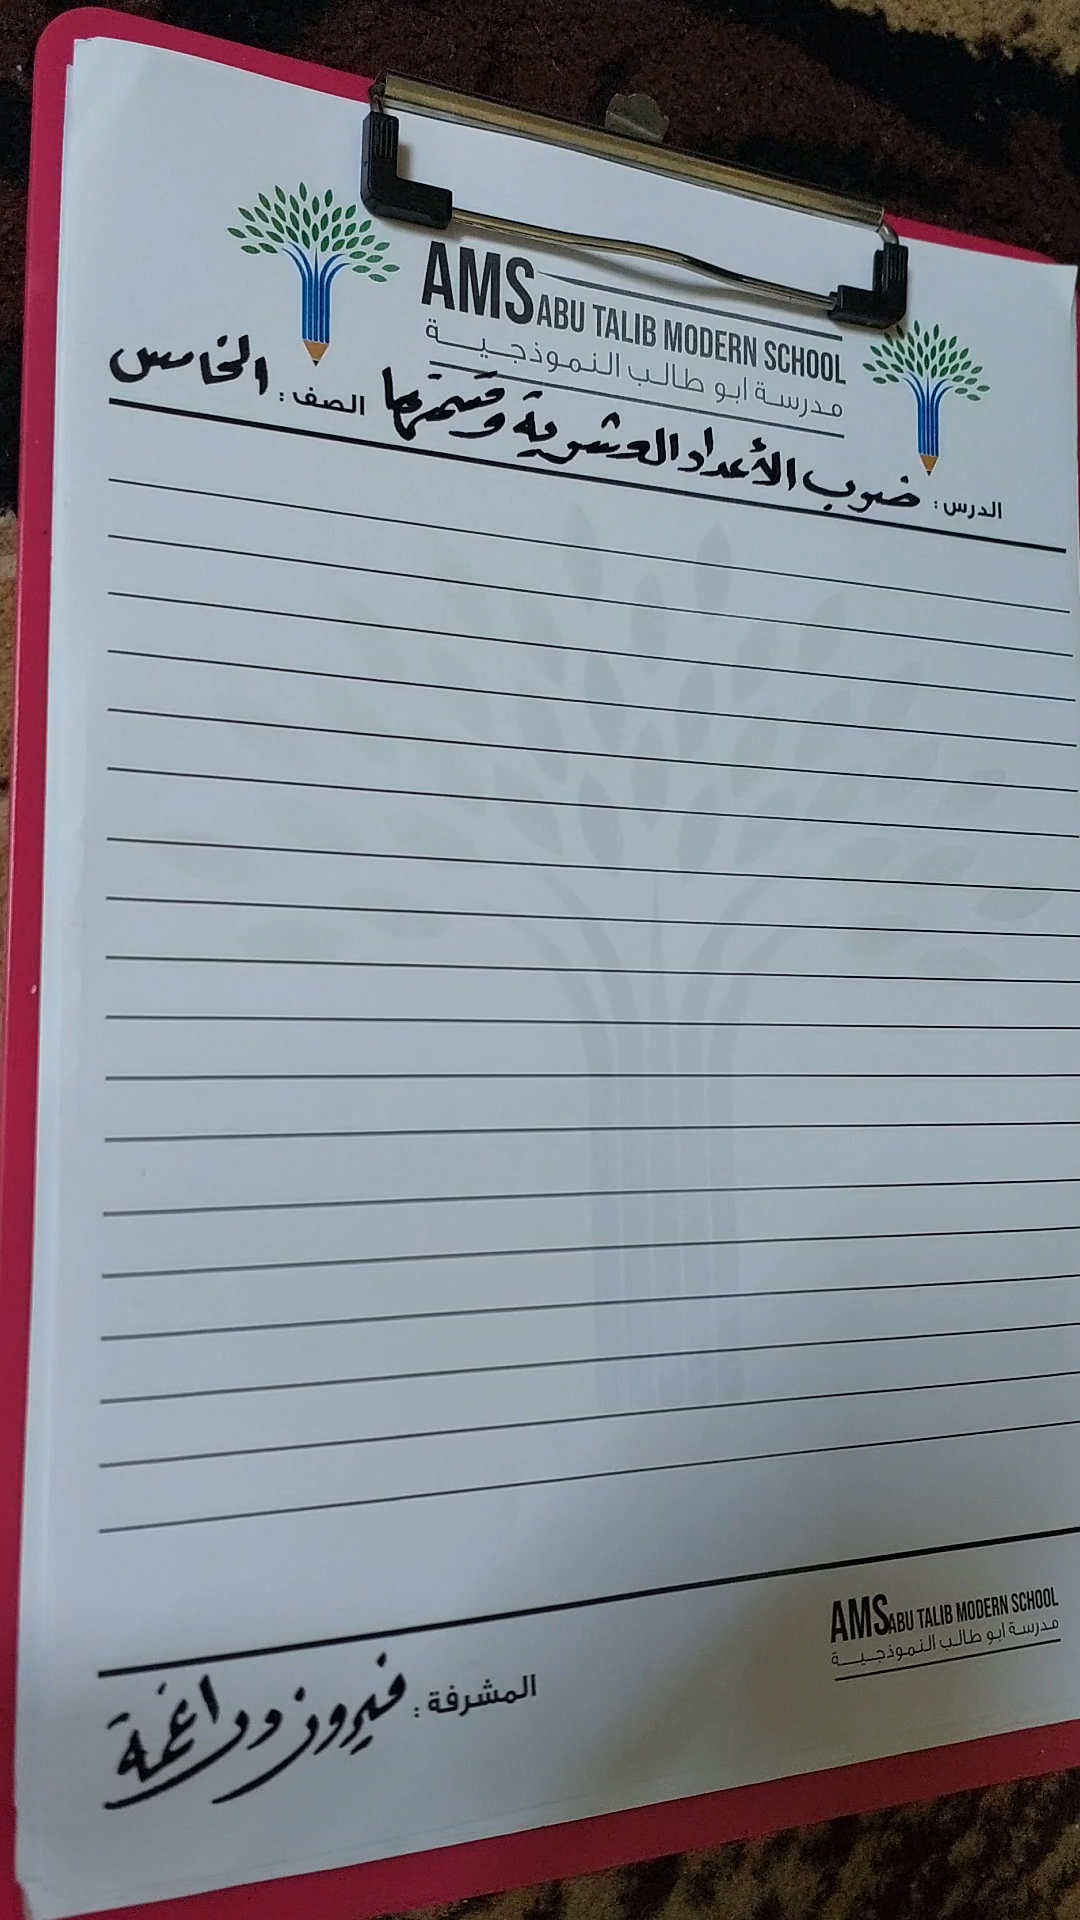 AMS ABU TALIB MODERN SCHOOL
مدرسة ابو طالب النموذجية
الدرس : ضرب الأعداد العشرية وقسمتها الصف : الخامس
AMS ABU TALIB MODERN SCHOOL
مدرسة ابو طالب النموذجية
المشرفة : فيروز دراغمة